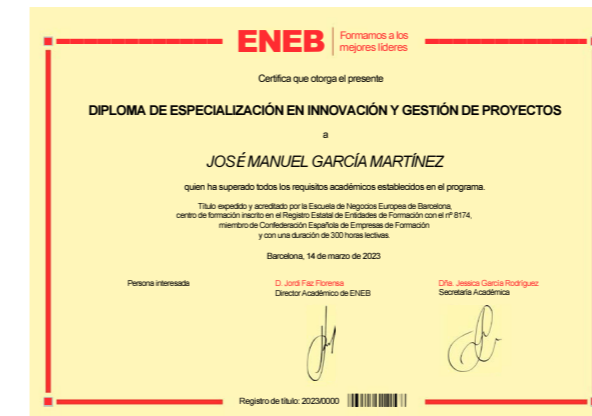 ENEB
Formamos a los
mejores líderes
Certifica que otorga el presente
DIPLOMA DE ESPECIALIZACIÓN EN INNOVACIÓN Y GESTIÓN DE PROYECTOS
a
JOSÉ MANUEL GARCÍA MARTÍNEZ
quien ha superado todos los requisitos académicos establecidos en el programa.
Título expedido y acreditado por la Escuela de Negocios Europea de Barcelona,
centro de formación inscrito en el Registro Estatal de Entidades de Formación con el nº 8174,
miembro de Confederación Española de Empresas de Formación
y con una duración de 300 horas lectivas.
Barcelona, 14 de marzo de 2023
Persona interesada
D. Jordi Faz Florensa
Director Académico de ENEB
Dña. Jessica García Rodríguez
Secretaría Académica
Registro de título: 2023/0000